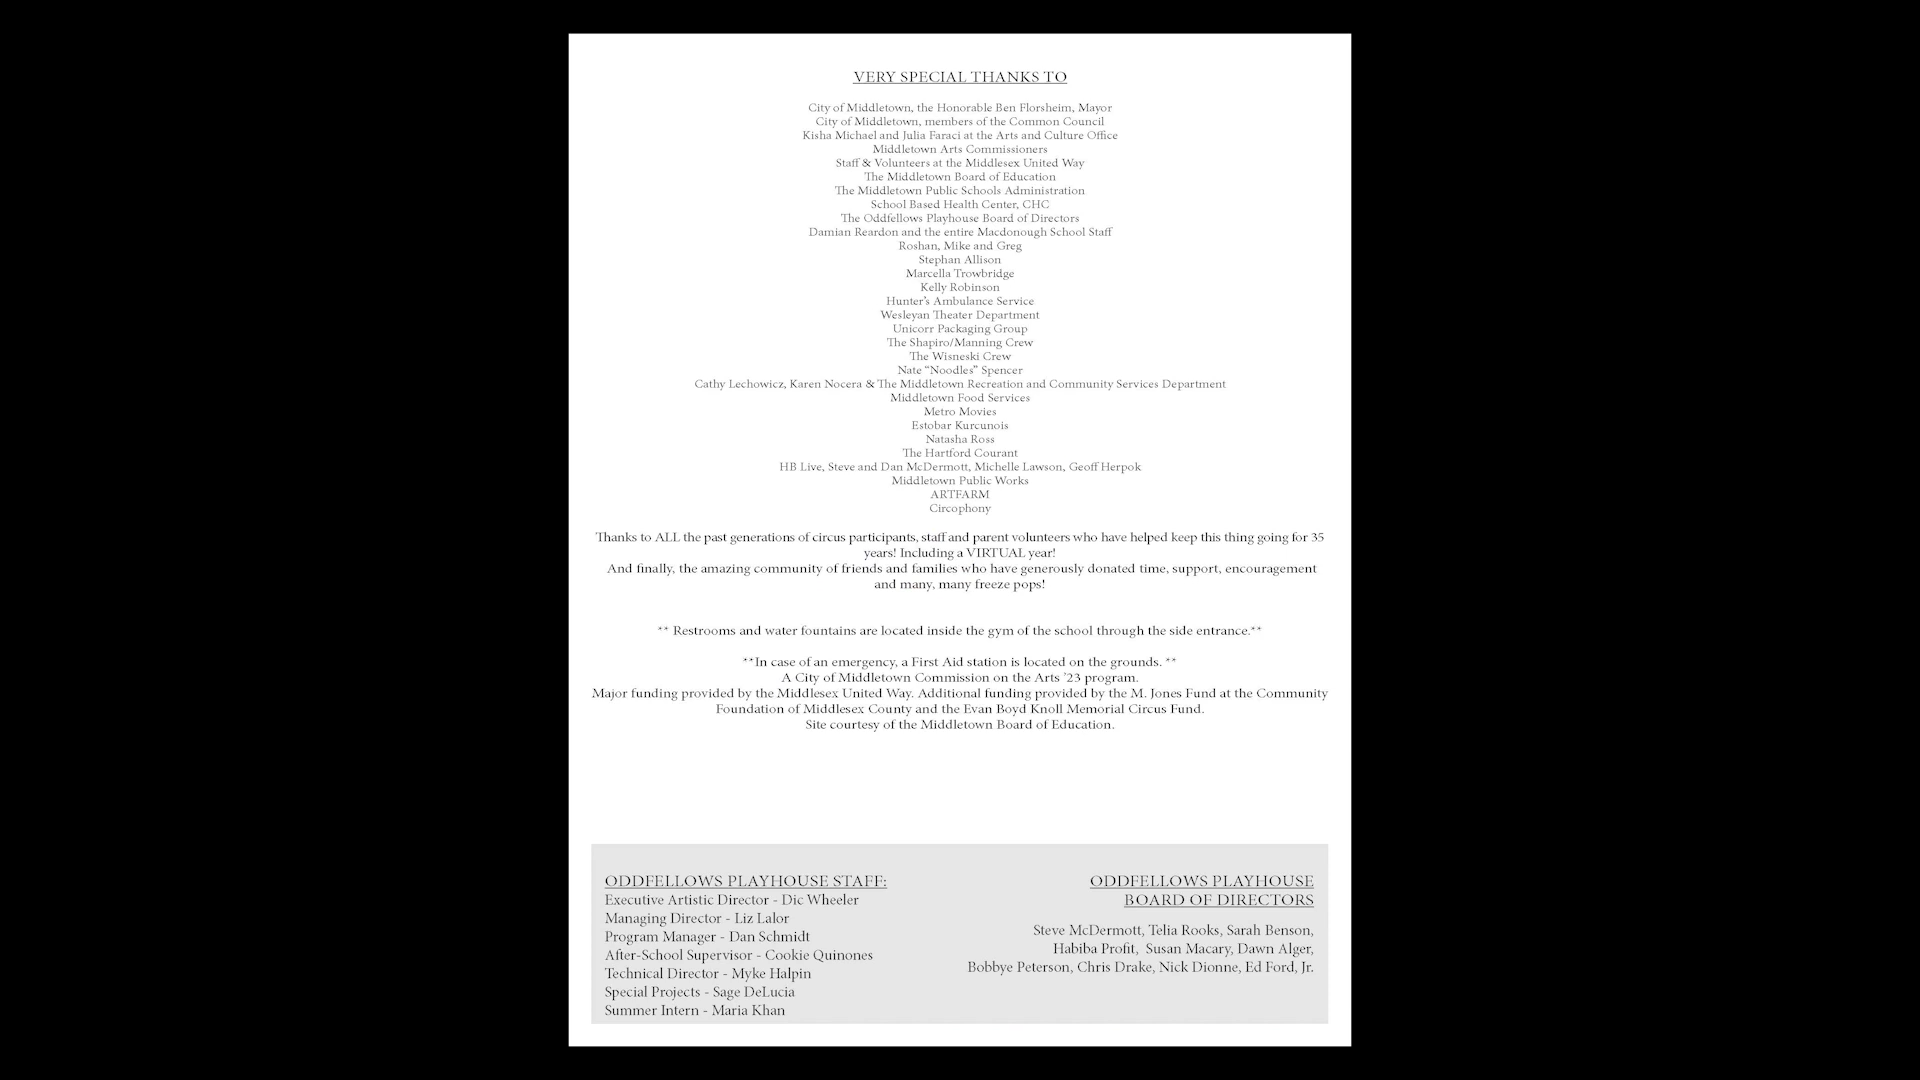 VERY SPECIAL THANKS TO
City of Middletown, the Honorable Ben Florsheim, Mayor
City of Middletown, members of the Common Council
Kisha Michael and Julia Faraci at the Arts and Culture Office
Middletown Arts Commissioners
Staff & Volunteers at the Middlesex United Way
The Middletown Board of Education
The Middletown Public Schools Administration
School Based Health Center, CHC
The Oddfellows Playhouse Board of Directors
Damian Reardon and the entire Macdonough School Staff
Roshan, Mike and Greg
Stephan Allison
Marcella Trowbridge
Kelly Robinson
Hunter’s Ambulance Service
Wesleyan Theater Department
Unicorr Packaging Group
The Shapiro/Manning Crew
The Wisneski Crew
Nate “Noodles” Spencer
Cathy Lechowicz, Karen Nocera & The Middletown Recreation and Community Services Department
Middletown Food Services
Metro Movies
Estobar Kurcunois
Natasha Ross
The Hartford Courant
HB Live, Steve and Dan McDermott, Michelle Lawson, Geoff Herpok
Middletown Public Works
ARTFARM
Circophony
Thanks to ALL the past generations of circus participants, staff and parent volunteers who have helped keep this thing going for 35
years! Including a VIRTUAL year!
And finally, the amazing community of friends and families who have generously donated time, support, encouragement
and many, many freeze pops!
** Restrooms and water fountains are located inside the gym of the school through the side entrance.**
**In case of an emergency, a First Aid station is located on the grounds. **
A City of Middletown Commission on the Arts ’23 program.
Major funding provided by the Middlesex United Way. Additional funding provided by the M. Jones Fund at the Community
Foundation of Middlesex County and the Evan Boyd Knoll Memorial Circus Fund.
Site courtesy of the Middletown Board of Education.
ODDFELLOWS PLAYHOUSE STAFF:
Executive Artistic Director - Dic Wheeler
Managing Director - Liz Lalor
Program Manager - Dan Schmidt
After-School Supervisor - Cookie Quinones
Technical Director - Myke Halpin
Special Projects - Sage DeLucia
Summer Intern - Maria Khan
ODDFELLOWS PLAYHOUSE
BOARD OF DIRECTORS
Steve McDermott, Telia Rooks, Sarah Benson,
Habiba Profit, Susan Macary, Dawn Alger,
Bobbye Peterson, Chris Drake, Nick Dionne, Ed Ford, Jr.